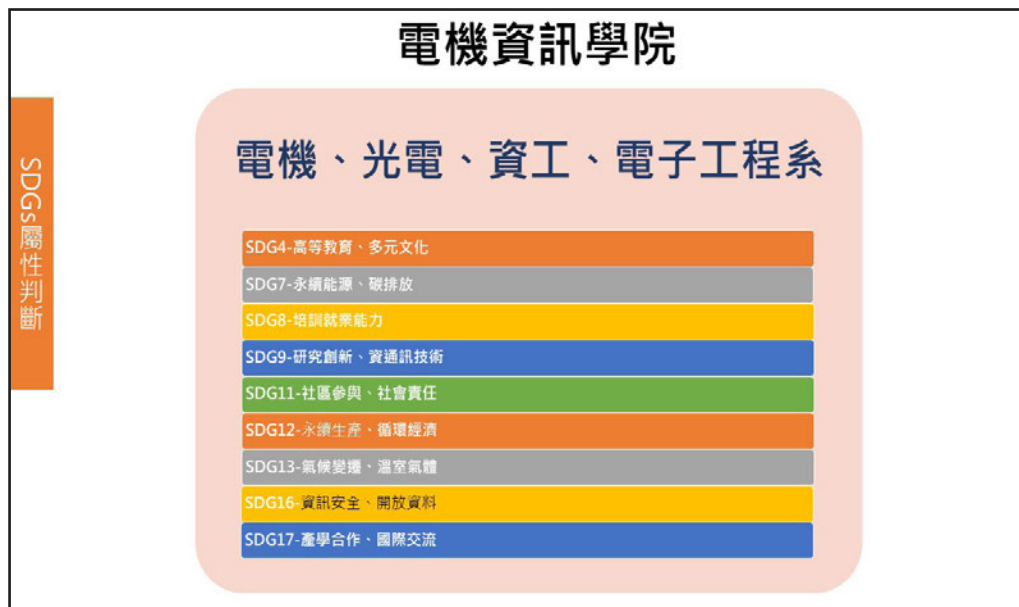 電機資訊學院
SDGs屬性判斷
電機、光電、資工、電子工程系
SDG4-高等教育、多元文化
SDG7-永續能源、碳排放
SDG8-培訓就業能力
SDG9-研究創新、資通訊技術
SDG11-社區參與、社會責任
SDG12-永續生產、循環經濟
SDG13-氣候變遷、溫室氣體
SDG16-資訊安全、開放資料
SDG17-產學合作、國際交流